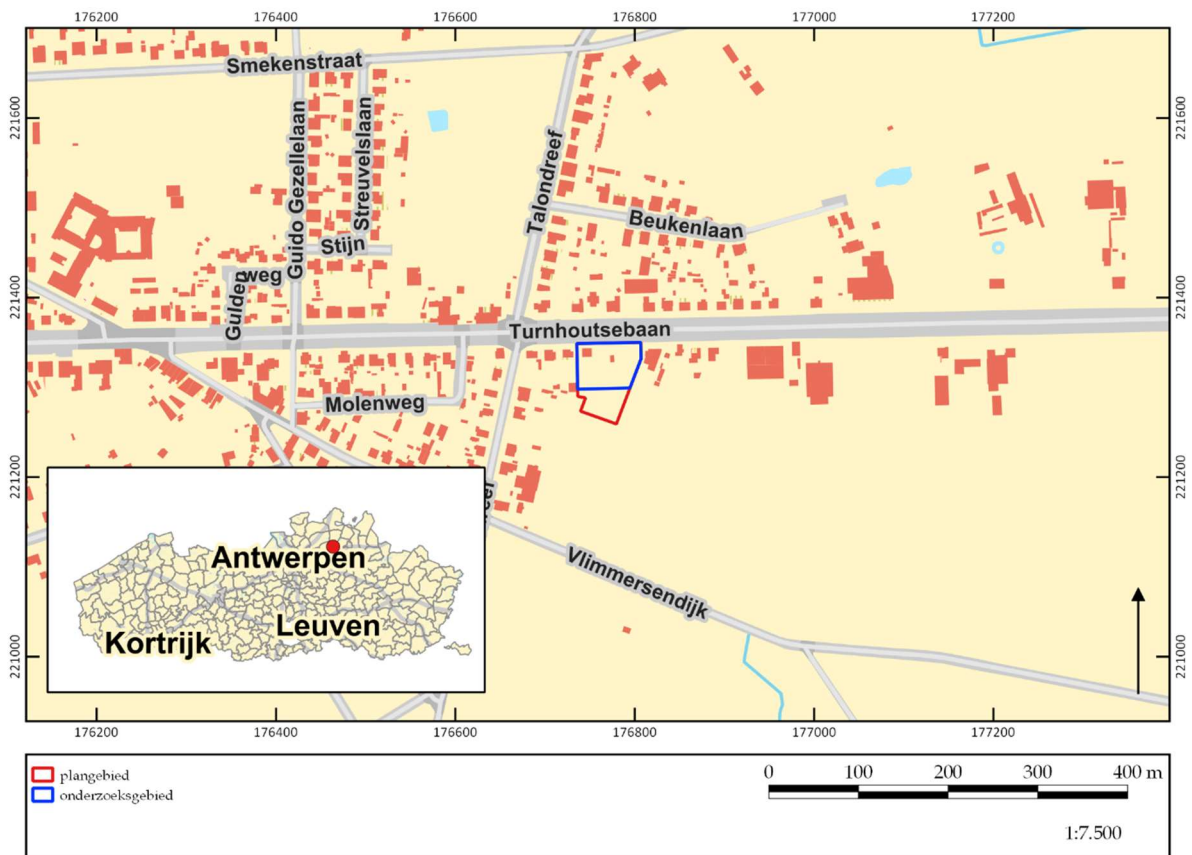 176200 176400 176600 176800 177000 177200
221600 221600
221400 221400
221200 221200
221000 221000
Smekenstraat
Guido Gezellelaan
Streuvelslaan
Stijn
Talondreef
Beukenlaan
Gulden
weg
Turnhoutsebaan
Molenweg
Vlimmersendijk
Antwerpen
Leuven
Kortrijk
176200 176400 176600 176800 177000 177200
plangebied
onderzoeksgebied
0 100 200 300 400 m
1:7.500